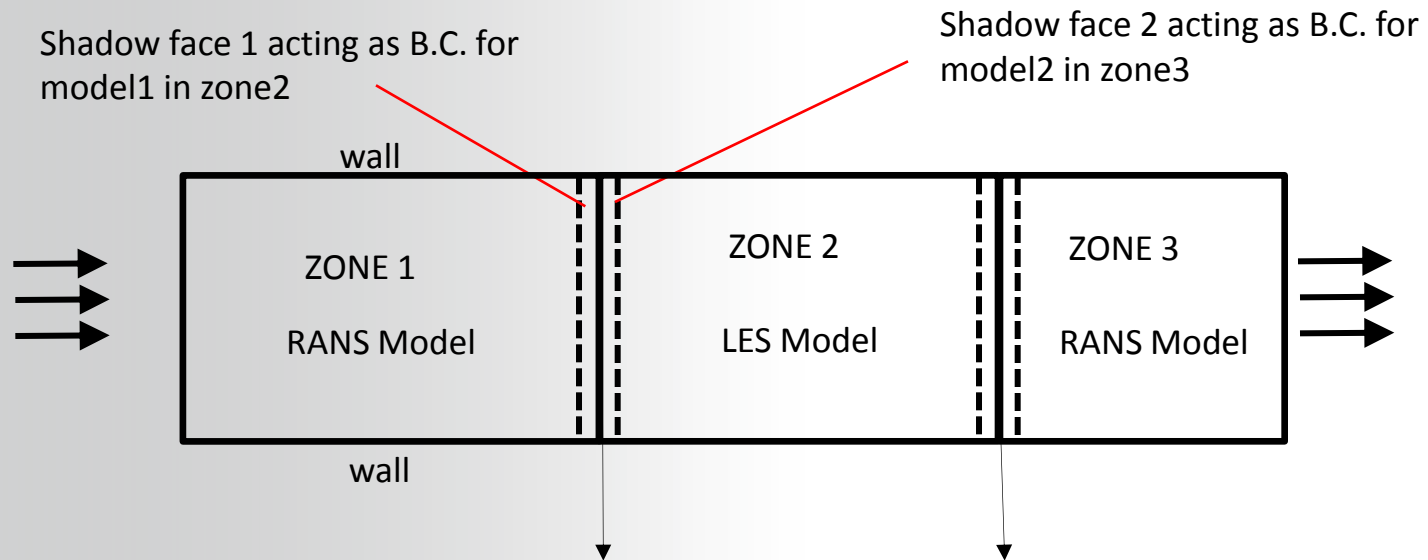 Shadow face 1 acting as B.C. for
model1 in zone2
Shadow face 2 acting as B.C. for
model2 in zone3
wall
ZONE 1
RANS Model
ZONE 2
LES Model
ZONE 3
RANS Model
wall